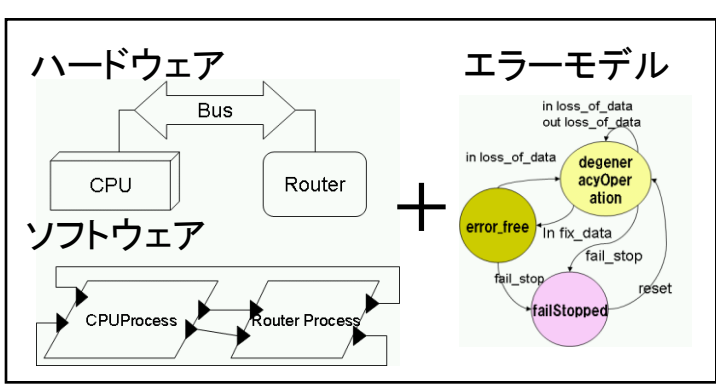 ハードウェア
Bus
CPU
Router
ソフトウェア
CPUProcess
Router Process
+
エラーモデル
in loss_of_data
out loss_of_data
in loss_of_data
degener
acyOper
ation
error_free
In fix_data
fail_stop
fail_stop
reset
failStopped